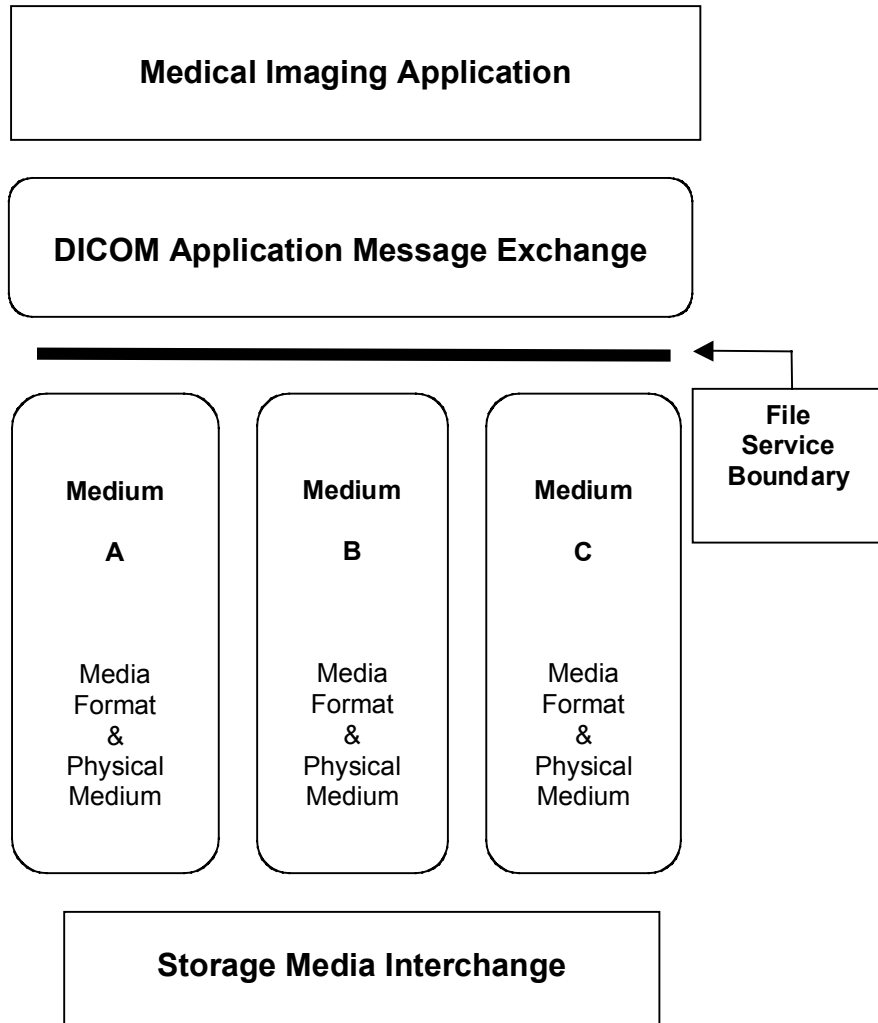 Medical Imaging Application
DICOM Application Message Exchange
File
Service
Boundary
Medium
A
Media
Format
&
Physical
Medium
Medium
B
Media
Format
&
Physical
Medium
Medium
C
Media
Format
&
Physical
Medium
Storage Media Interchange